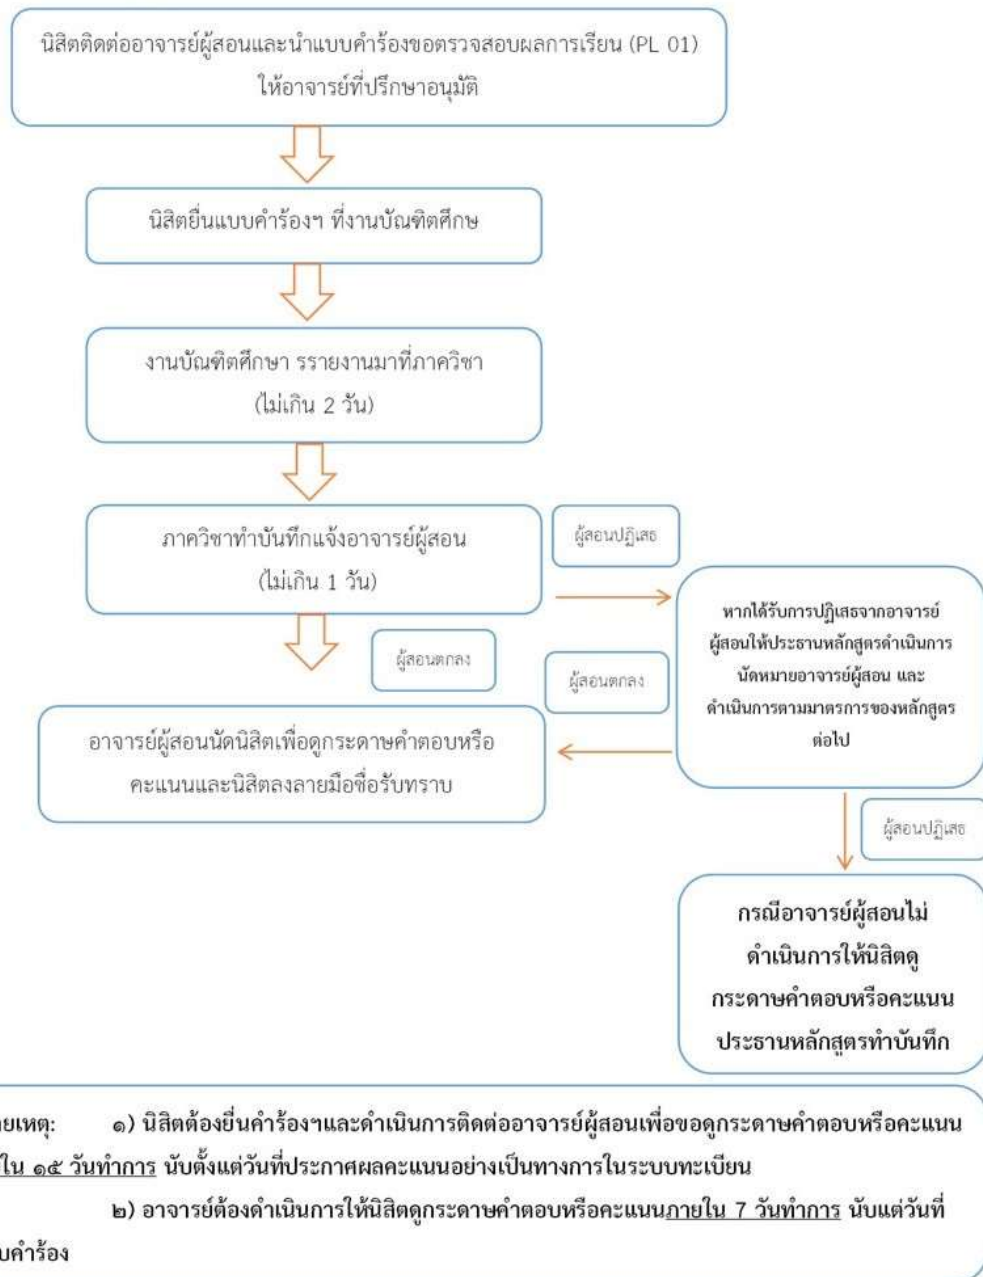 นิสิตติดต่ออาจารย์ผู้สอนและนำแบบคำร้องขอตรวจสอบผลการเรียน (PL 01)
ให้อาจารย์ที่ปรึกษาอนุมัติ
นิสิตยื่นแบบคำร้องฯ ที่งานบัณฑิตศึกษ
งานบัณฑิตศึกษา รรายงานมาที่ภาควิชา
(ไม่เกิน 2 วัน)
ภาควิชาทำบันทึกแจ้งอาจารย์ผู้สอน
(ไม่เกิน 1 วัน)
ผู้สอนปฏิเสธ
หากได้รับการปฏิเสธจากอาจารย์
ผู้สอนให้ประธานหลักสูตรดำเนินการ
นัดหมายอาจารย์ผู้สอน และ
ดำเนินการตามมาตรการของหลักสูตร
ต่อไป
ผู้สอนตกลง
ผู้สอนตกลง
อาจารย์ผู้สอนนัดนิสิตเพื่อดูกระดาษคำตอบหรือ
คะแนนและนิสิตลงลายมือชื่อรับทราบ
ผู้สอนปฏิเสธ
กรณีอาจารย์ผู้สอนไม่
ดำเนินการให้นิสิตดู
กระดาษคำตอบหรือคะแนน
ประธานหลักสูตรทำบันทึก
ายเหตุ: ๑) นิสิตต้องยื่นคำร้องฯและดำเนินการติดต่ออาจารย์ผู้สอนเพื่อขอดูกระดาษคำตอบหรือคะแนน
ใน ๑๕ วันทำการ นับตั้งแต่วันที่ประกาศผลคะแนนอย่างเป็นทางการในระบบทะเบียน
๒) อาจารย์ต้องดำเนินการให้นิสิตดูกระดาษคำตอบหรือคะแนนภายใน 7 วันทำการ นับแต่วันที่
บคำร้อง